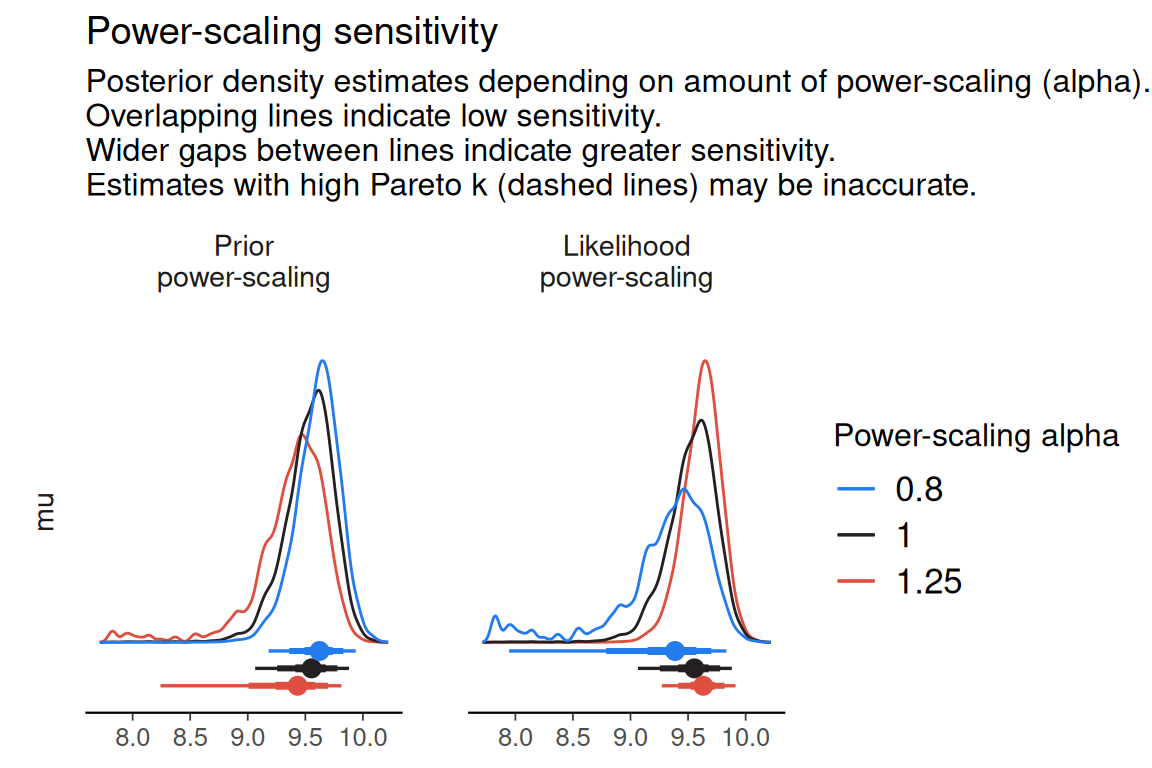 Power-scaling sensitivity
Posterior density estimates depending on amount of power-scaling (alpha).
Overlapping lines indicate low sensitivity.
Wider gaps between lines indicate greater sensitivity.
Estimates with high Pareto k (dashed lines) may be inaccurate.
Prior
power-scaling
Likelihood
power-scaling
mu
Power-scaling alpha
0.8
1
1.25
8.0 8.5 9.0 9.5 10.0
8.0 8.5 9.0 9.5 10.0